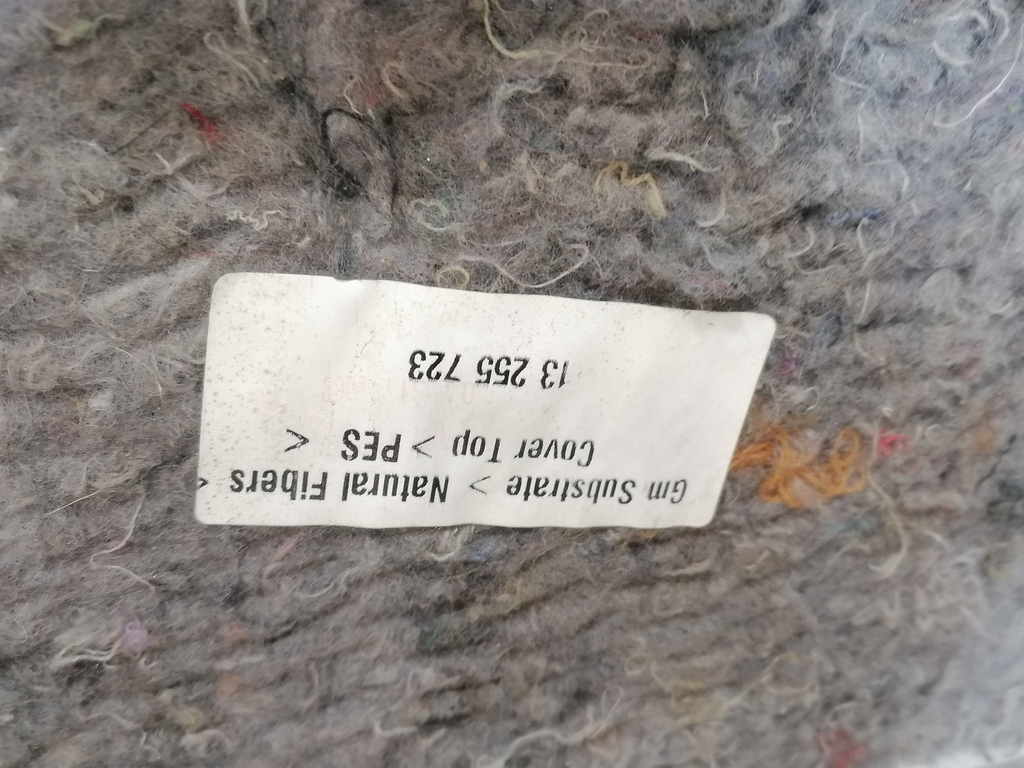 Gm Substrate > Natural Fibers <
Cover Top > PES <
13 255 723